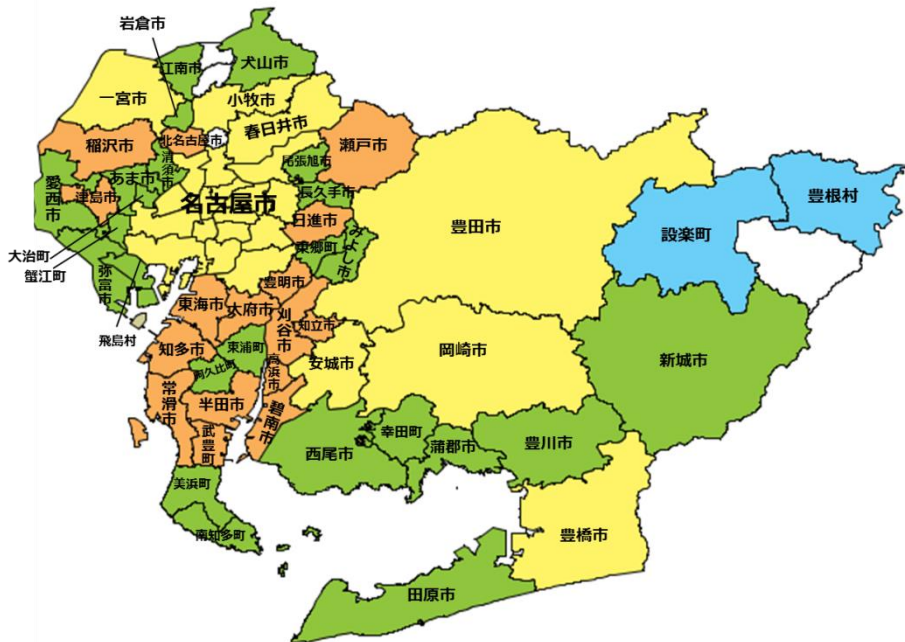 岩倉市
江南市
犬山市
一宮市
小牧市
春日井市
稲沢市
北名古屋市
清須市
瀬戸市
尾張旭市
愛西市
津島市
あま市
長久手市
名古屋市
日進市
豊根村
設楽町
豊田市
みよし市
東郷町
大治町
蟹江町
弥富市
豊明市
東海市
大府市
刈谷市
知立市
飛島村
知多市
東浦町
安城市
岡崎市
新城市
阿久比町
高浜市
常滑市
半田市
碧南市
武豊町
西尾市
幸田町
蒲郡市
豊川市
美浜町
南知多町
豊橋市
田原市